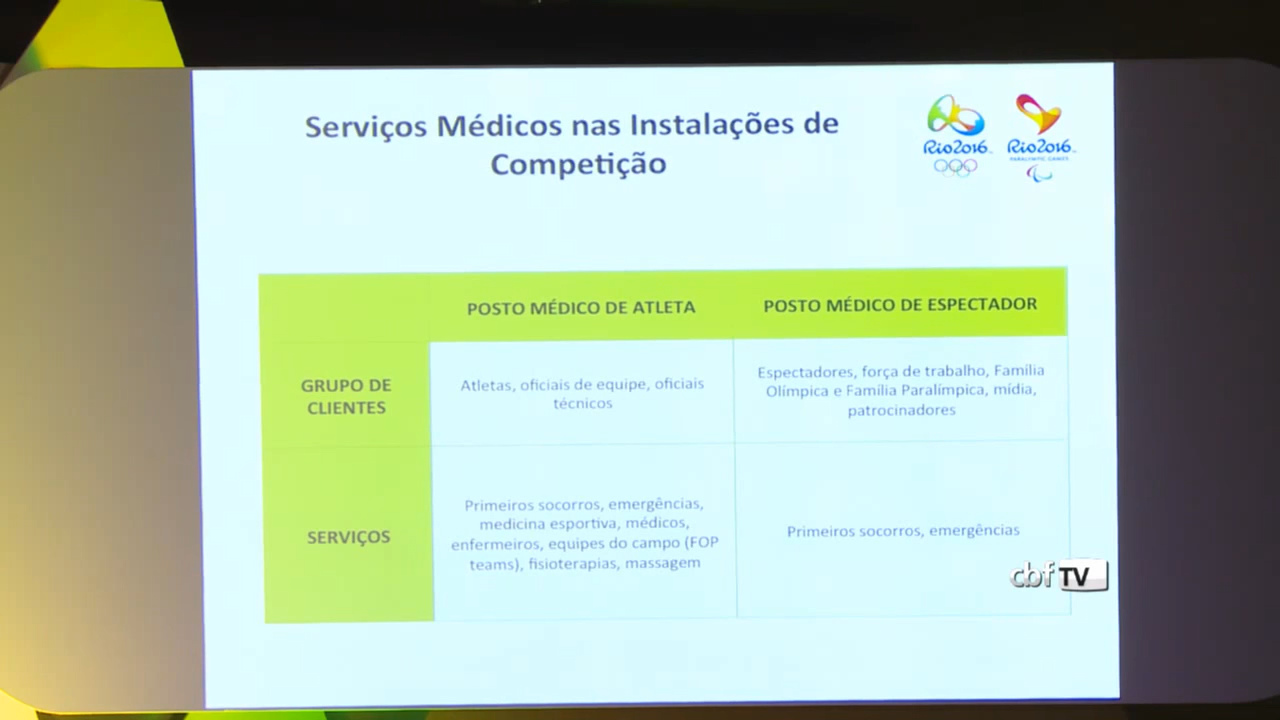 Serviços Médicos nas Instalações de
Competição
Rio2016
Rio2016
PARALYMPIC GAMES
POSTO MÉDICO DE ATLETA
POSTO MÉDICO DE ESPECTADOR
GRUPO DE
CLIENTES
Atletas, oficiais de equipe, oficiais
técnicos
Espectadores, força de trabalho, Família
Olímpica e Família Paralímpica, mídia,
patrocinadores
SERVIÇOS
Primeiros socorros, emergências,
medicina esportiva, médicos,
enfermeiros, equipes do campo (FOP
teams), fisioterapias, massagem
Primeiros socorros, emergências
cbf TV